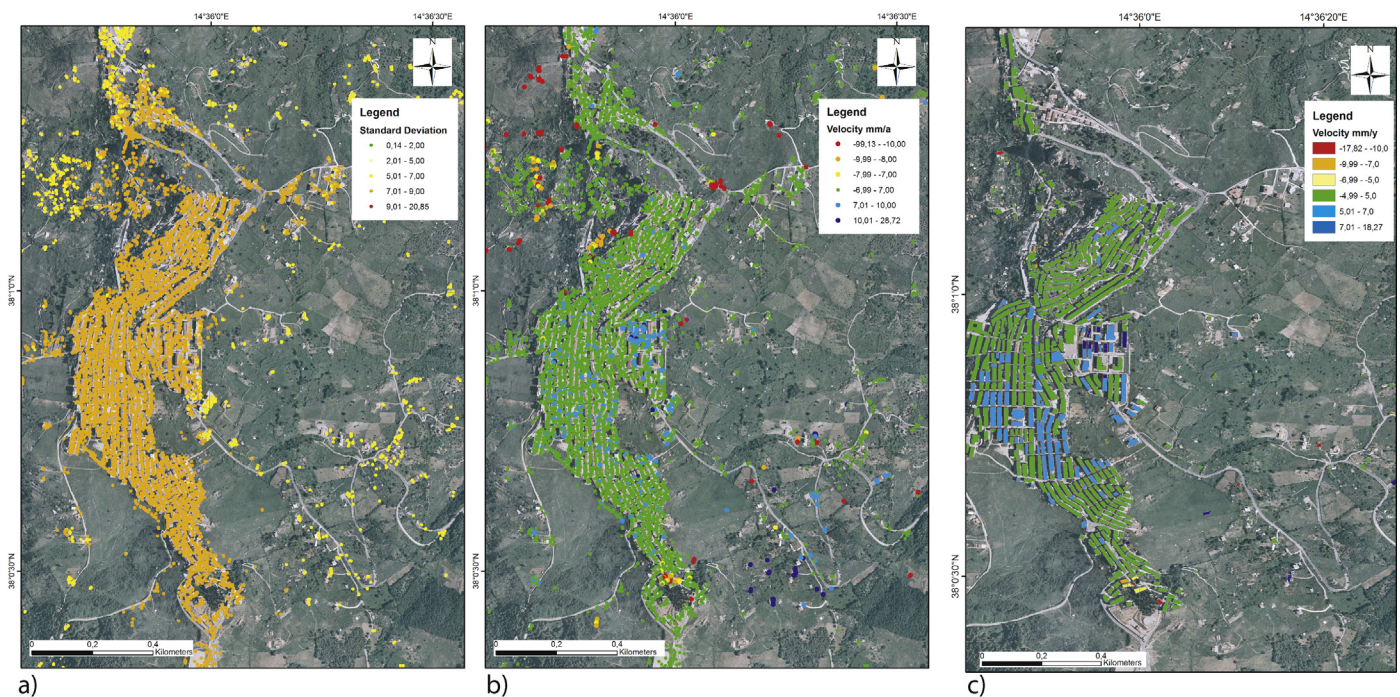 14°36'0"E
14°36'30"E
N
Legend
Standard Deviation
0,14 - 2,00
2,01 - 5,00
5,01 - 7,00
7,01 - 9,00
9,01 - 20,85
38°1'0"N
38°0'30"N
0 0,2 0,4
Kilometers
a)
14°36'0"E
14°36'30"E
N
Legend
Velocity mm/a
-99,13 - -10,00
-9,99 - -8,00
-7,99 - -7,00
-6,99 - 7,00
7,01 - 10,00
10,01 - 28,72
38°1'0"N
38°0'30"N
0 0,2 0,4
Kilometers
b)
14°36'0"E
14°36'20"E
N
Legend
Velocity mm/y
-17,82 - -10,0
-9,99 - -7,0
-6,99 - -5,0
-4,99 - 5,0
5,01 - 7,0
7,01 - 18,27
38°1'0"N
38°0'30"N
0 0,2 0,4
Kilometers
c)